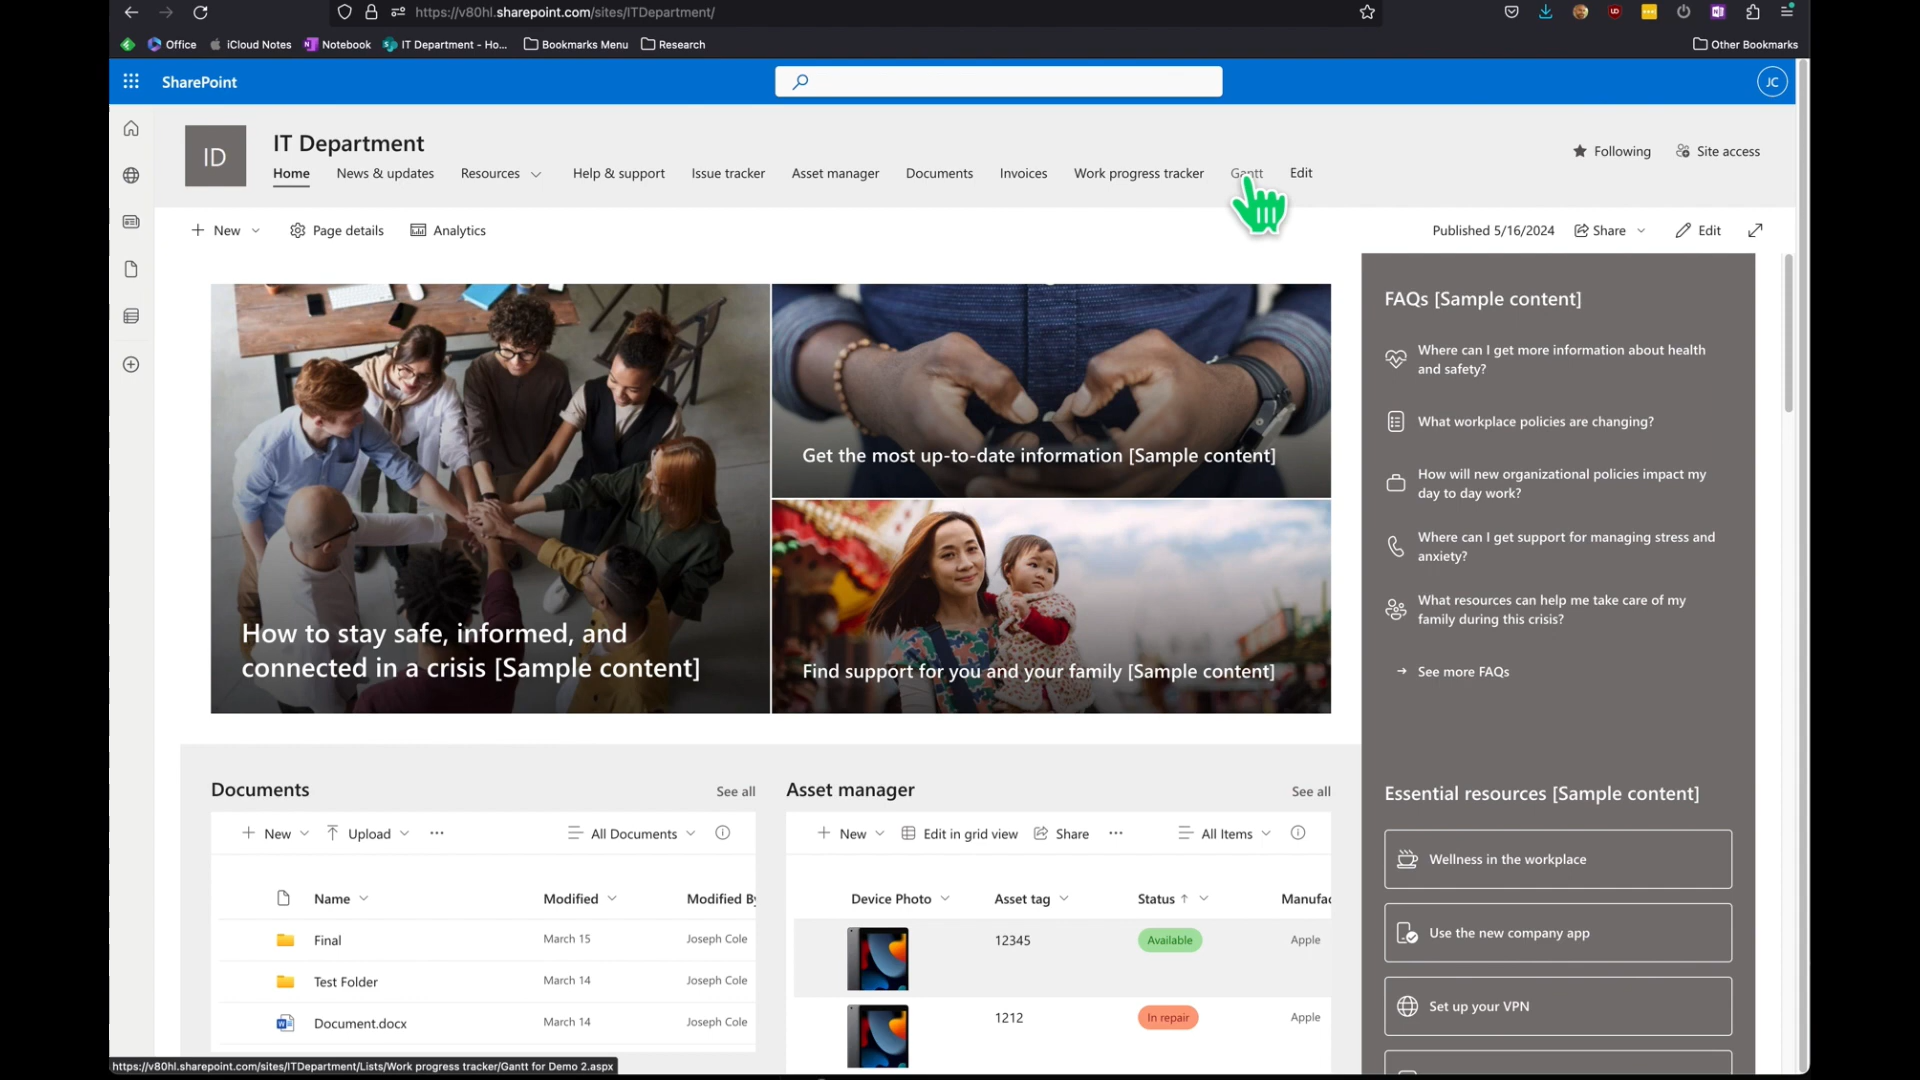 https://v80hl.sharepoint.com/sites/ITDepartment/
Office
iCloud Notes
Notebook
IT Department - Ho...
Bookmarks Menu
Research
Other Bookmarks
SharePoint
JC
ID
IT Department
Following
Site access
Home
News & updates
Resources
Help & support
Issue tracker
Asset manager
Documents
Invoices
Work progress tracker
Gantt
Edit
New
Page details
Analytics
Published 5/16/2024
Share
Edit
How to stay safe, informed, and
connected in a crisis [Sample content]
Get the most up-to-date information [Sample content]
Find support for you and your family [Sample content]
FAQs [Sample content]
Where can I get more information about health
and safety?
What workplace policies are changing?
How will new organizational policies impact my
day to day work?
Where can I get support for managing stress and
anxiety?
What resources can help me take care of my
family during this crisis?
See more FAQs
Documents
See all
New
Upload
All Documents
Name
Modified
Modified By
Final
March 15
Joseph Cole
Test Folder
March 14
Joseph Cole
Document.docx
March 14
Joseph Cole
Asset manager
See all
New
Edit in grid view
Share
All Items
Device Photo
Asset tag
Status
Manufac
12345
Available
Apple
1212
In repair
Apple
Essential resources [Sample content]
Wellness in the workplace
Use the new company app
Set up your VPN
https://v80hl.sharepoint.com/sites/ITDepartment/Lists/Work progress tracker/Gantt for Demo 2.aspx